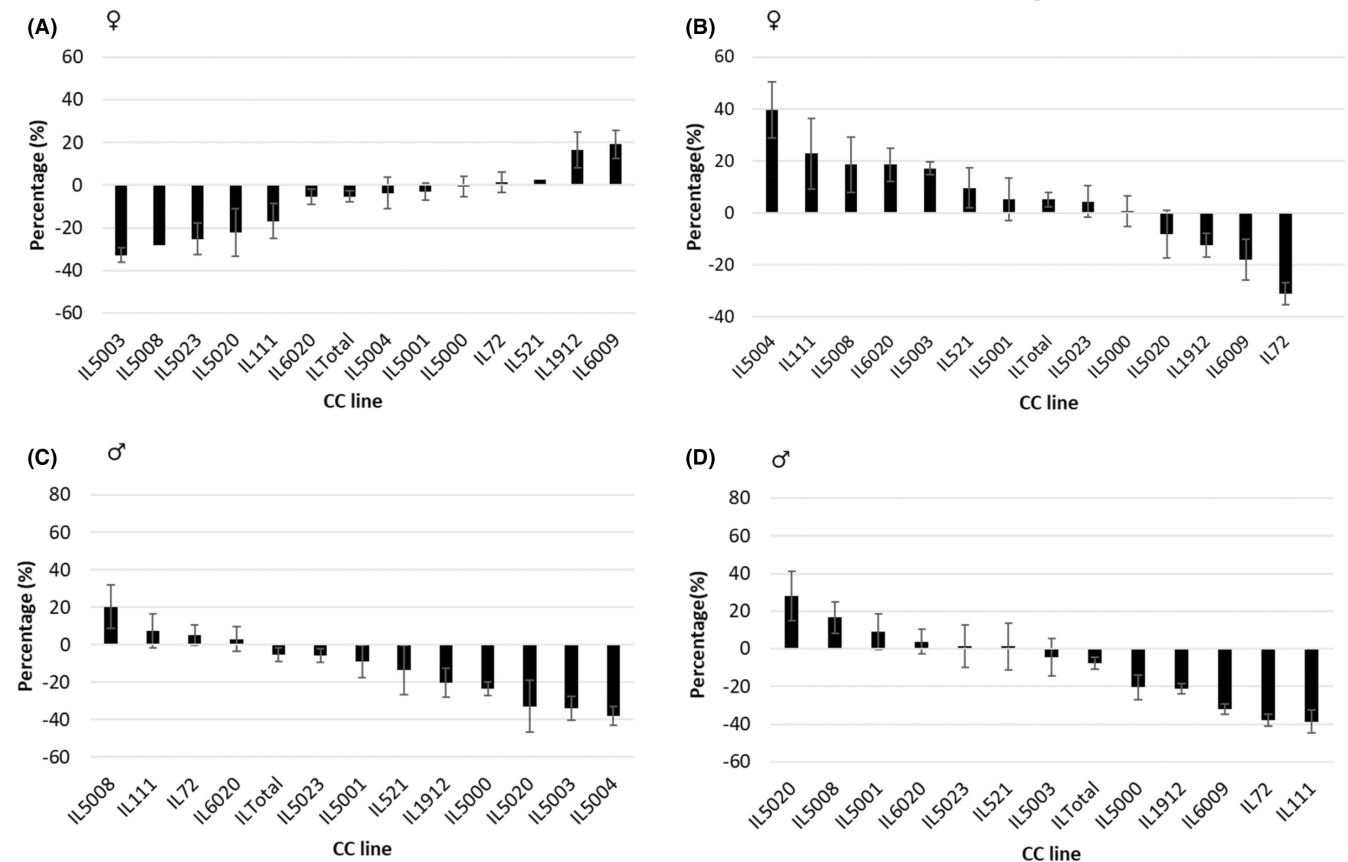 (A) ♀
Percentage (%)
60
40
20
0
-20
-40
-60
IL5003 IL5008 IL5023 IL5020 IL111 IL6020 ILTotal IL5004 IL5001 IL5000 IL72 IL521 IL1912 IL6009
CC line
(B) ♀
Percentage(%)
60
40
20
0
-20
-40
IL5004 IL111 IL5008 IL6020 IL5003 IL521 IL5001 ILTotal IL5023 IL5000 IL5020 IL1912 IL6009 IL72
CC line
(C) ♂
Percentage (%)
80
60
40
20
0
-20
-40
-60
IL5008 IL111 IL72 IL6020 ILTotal IL5023 IL5001 IL521 IL1912 IL5000 IL5020 IL5003 IL5004
CC line
(D) ♂
Percentage(%)
80
60
40
20
0
-20
-40
-60
IL5020 IL5008 IL5001 IL6020 IL5023 IL521 IL5003 ILTotal IL5000 IL1912 IL6009 IL72 IL111
CC line